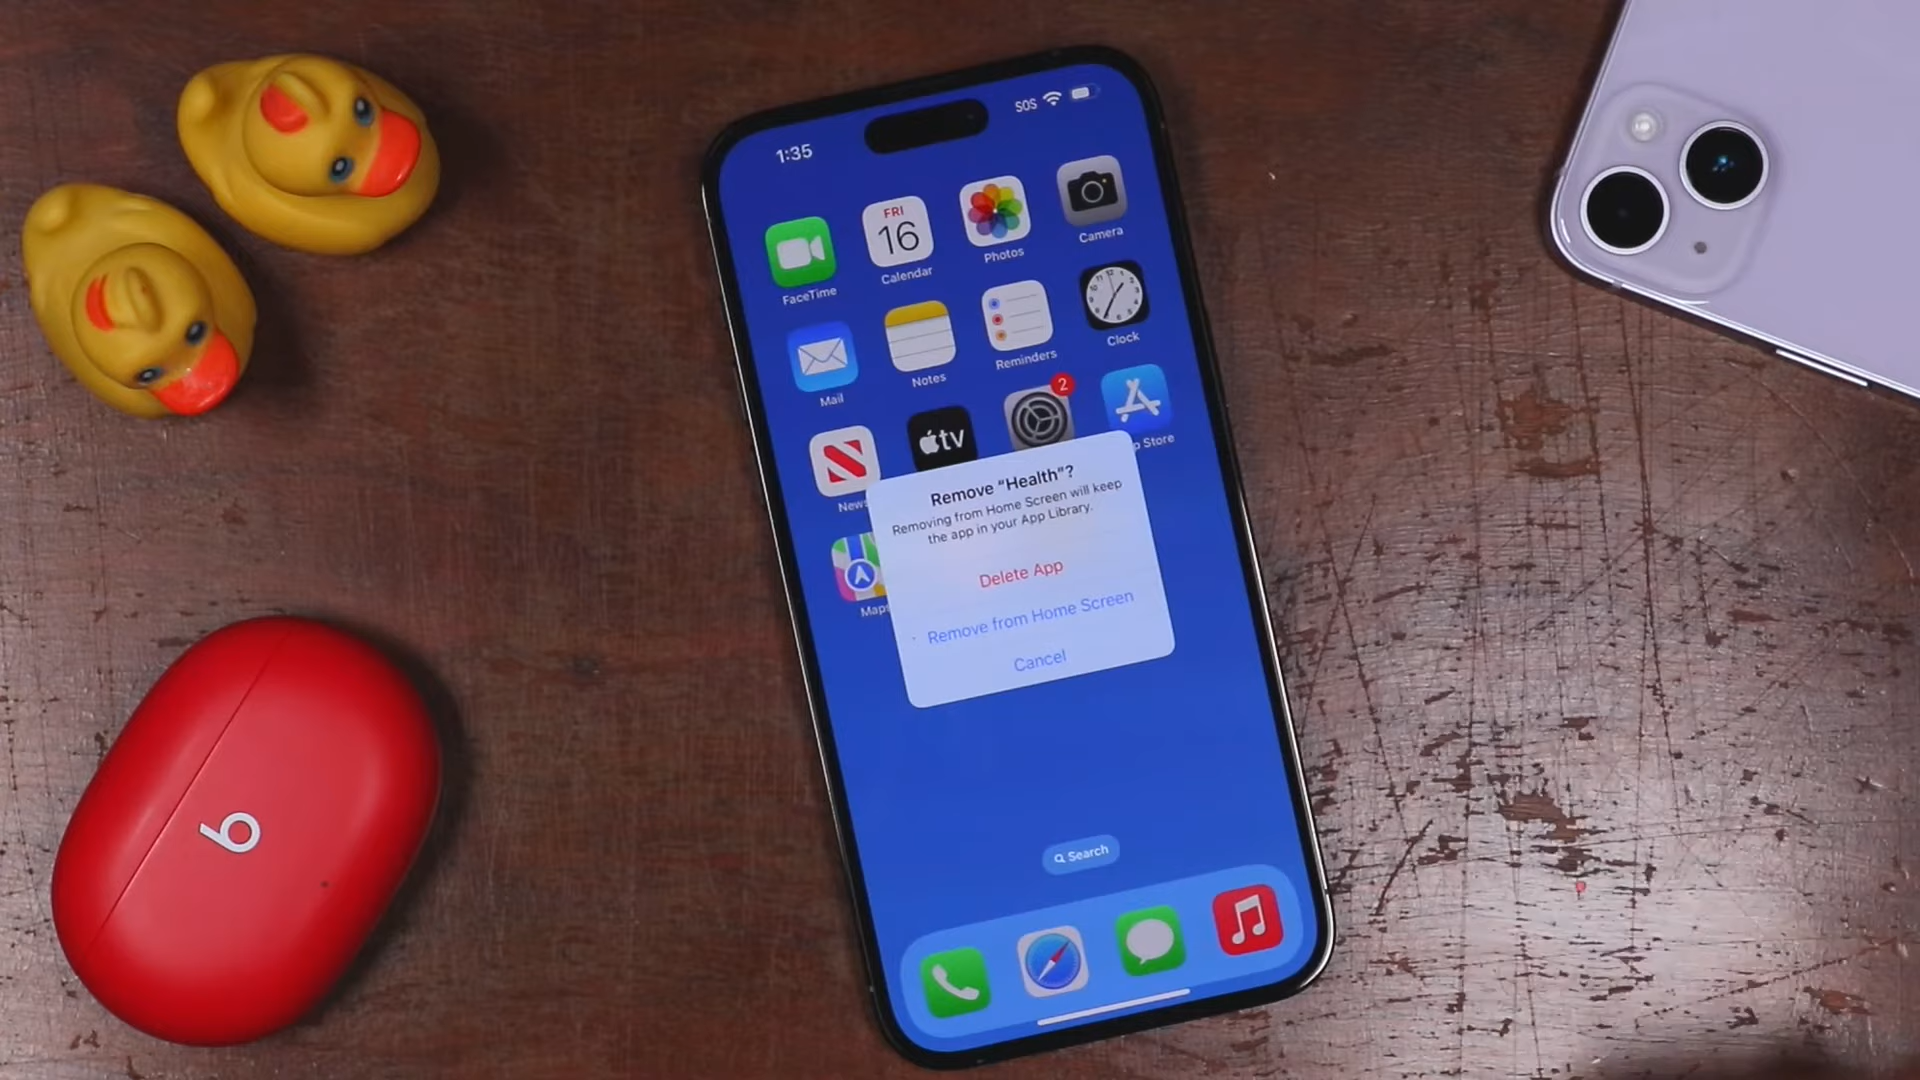 1:35
SOS
FRI
16
FaceTime
Calendar
Photos
Camera
Mail
Notes
Reminders
Clock
2
tv
News
p Store
Remove “Health”?
Removing from Home Screen will keep
the app in your App Library.
Delete App
Remove from Home Screen
Cancel
Maps
Search
b